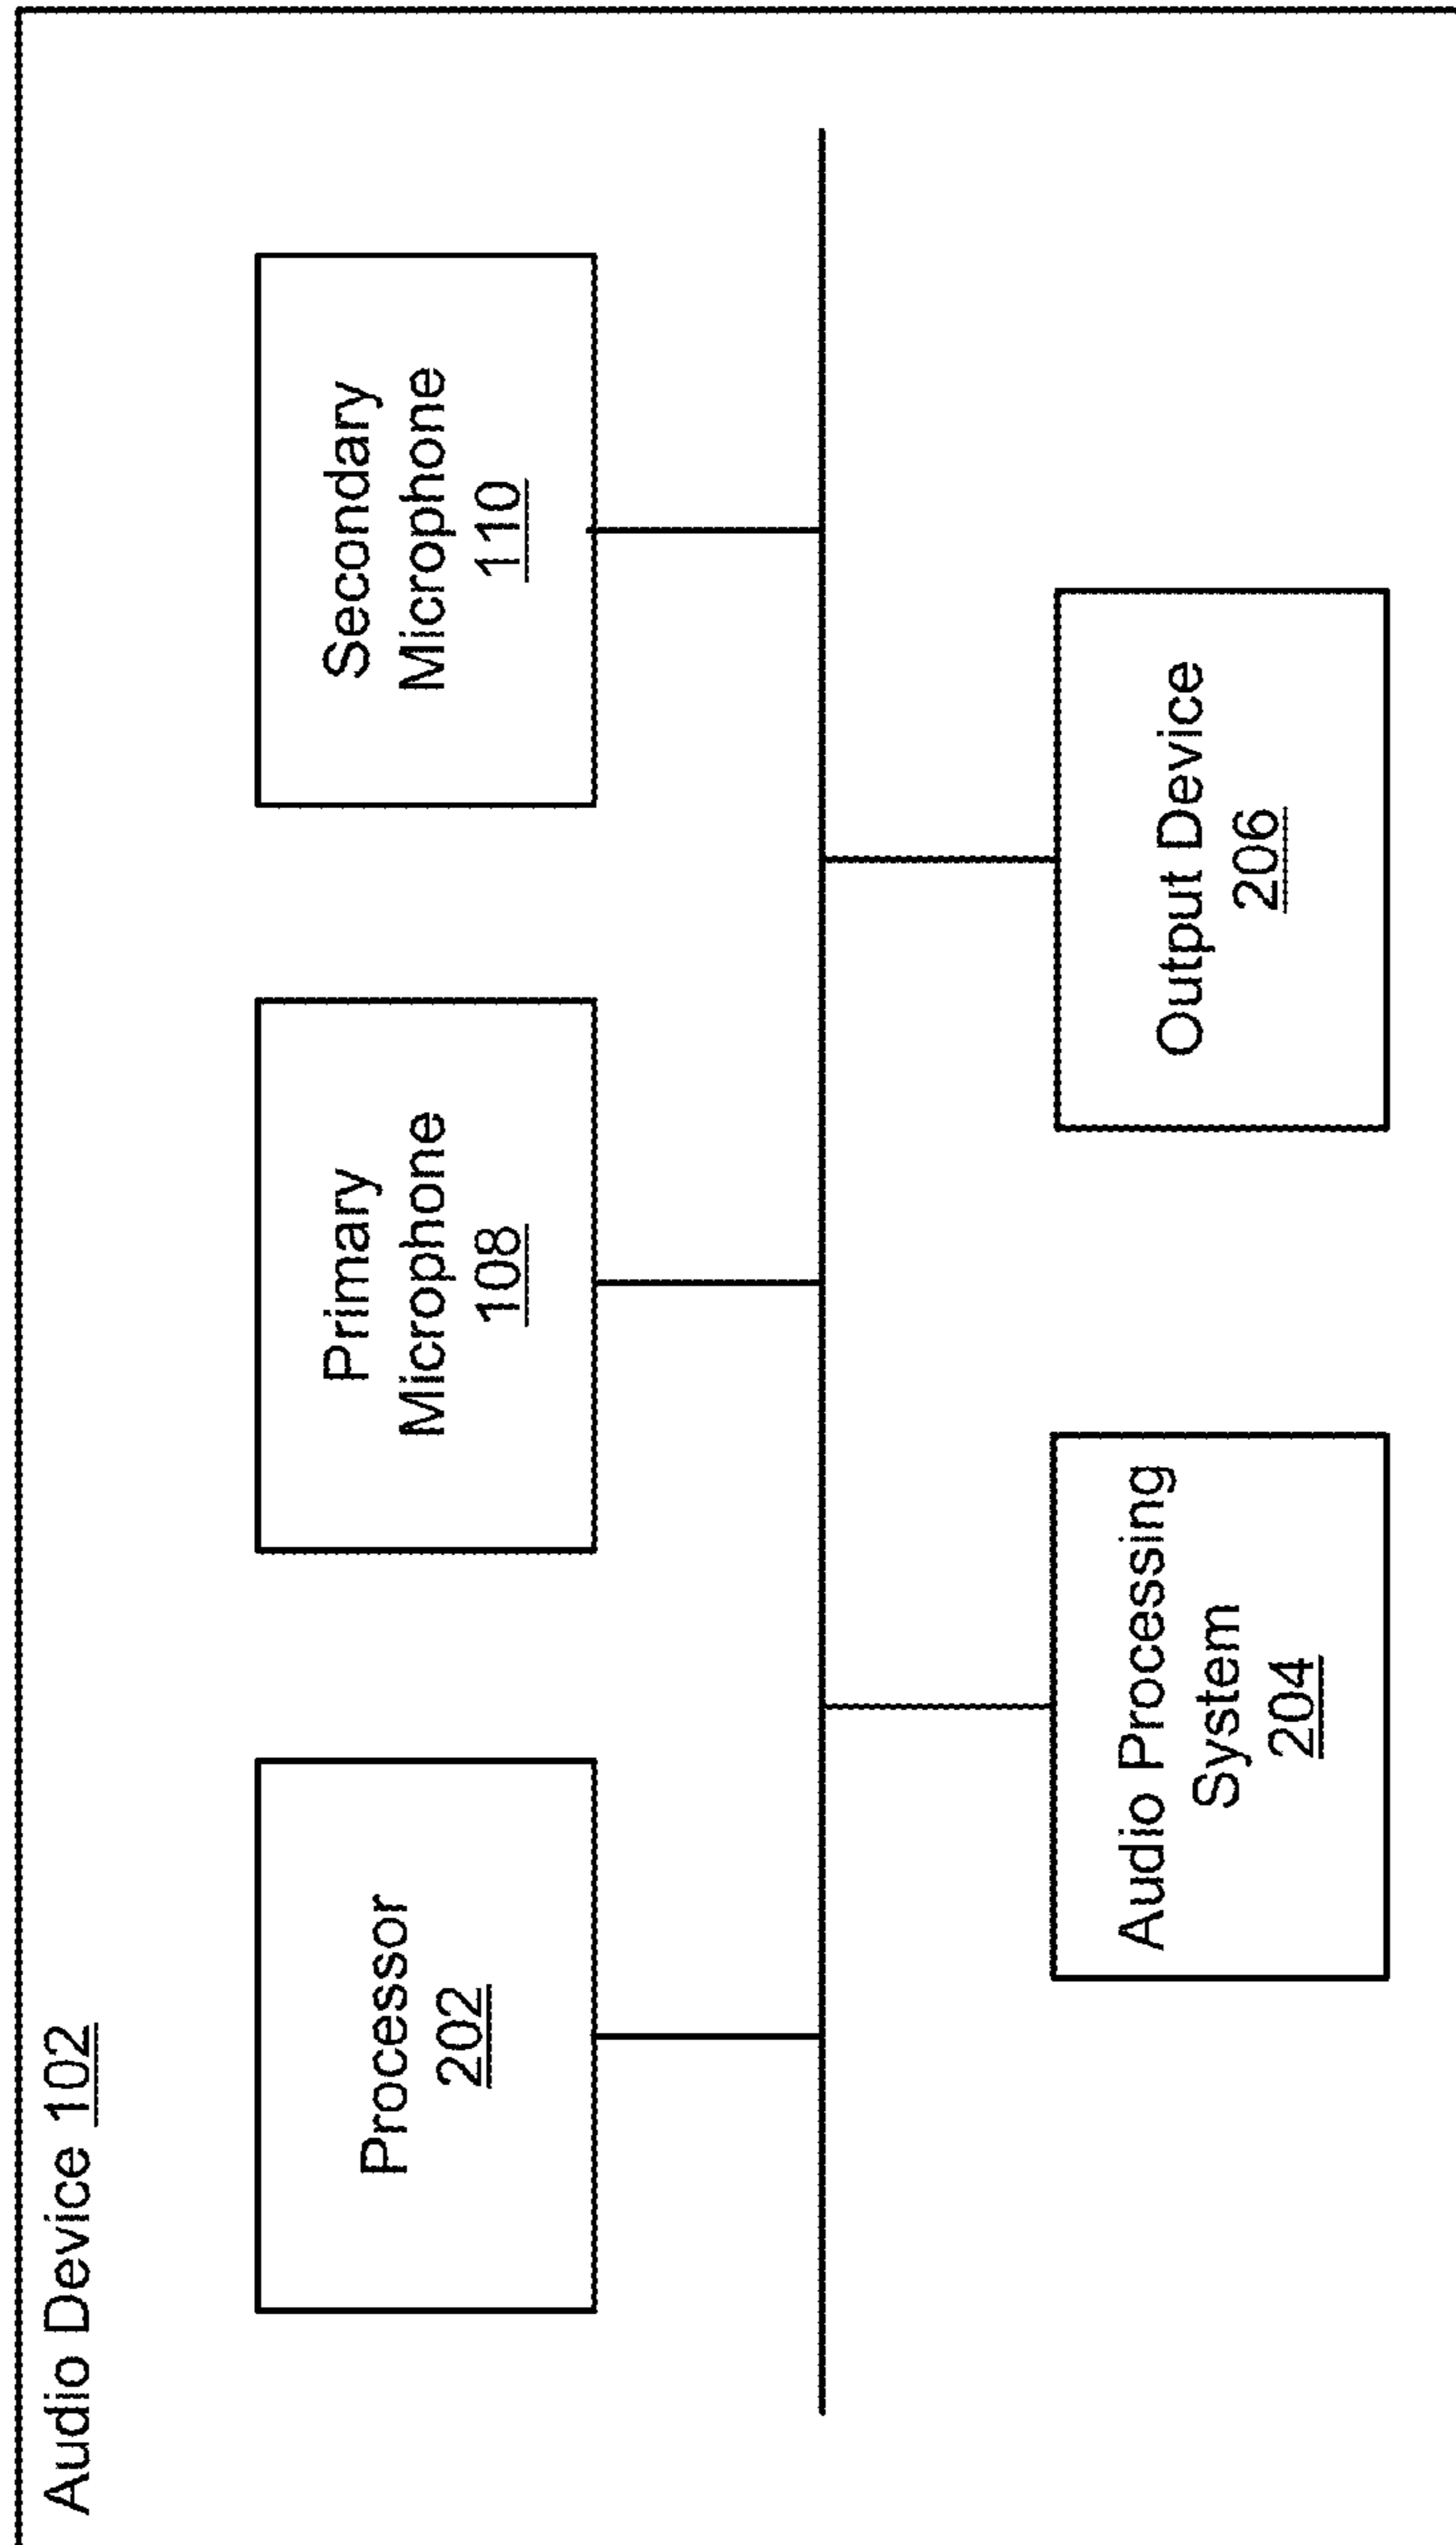 Audio Device 102
Processor
202
Primary
Microphone
108
Secondary
Microphone
110
Audio Processing
System
204
Output Device
206